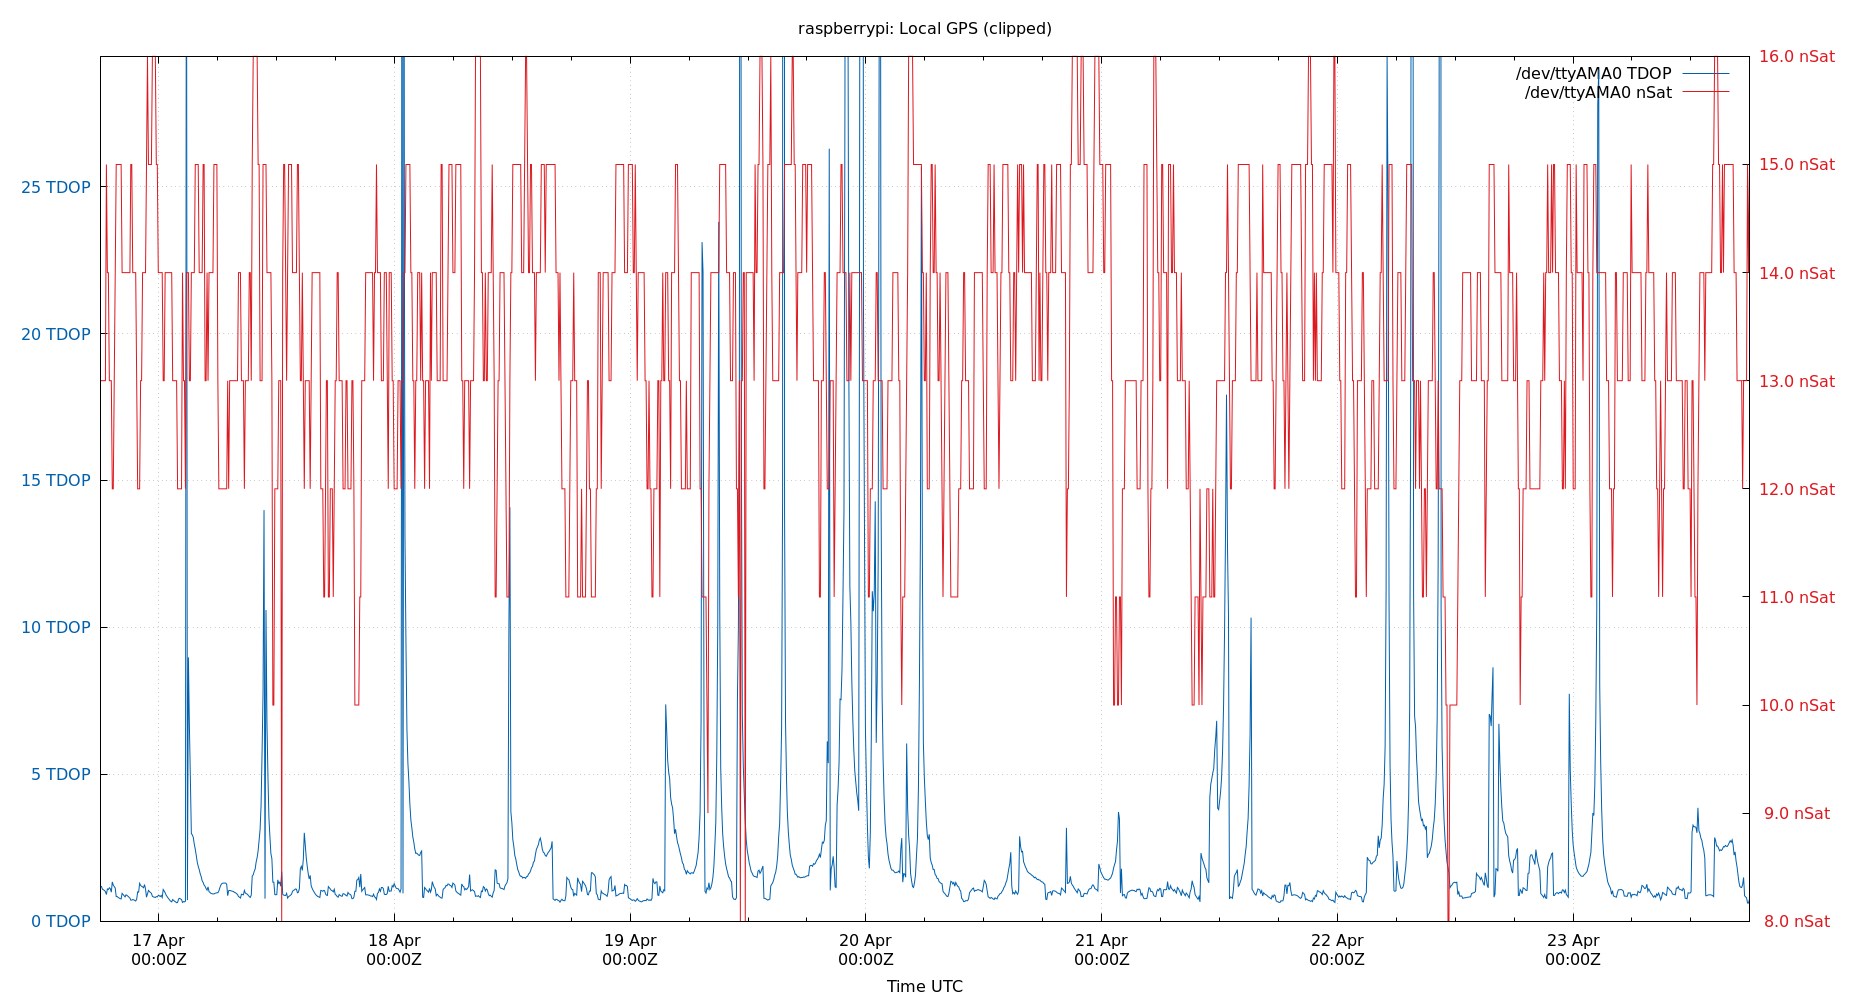 raspberrypi: Local GPS (clipped)
/dev/ttyAMA0 TDOP
/dev/ttyAMA0 nSat
25 TDOP
20 TDOP
15 TDOP
10 TDOP
5 TDOP
0 TDOP
16.0 nSat
15.0 nSat
14.0 nSat
13.0 nSat
12.0 nSat
11.0 nSat
10.0 nSat
9.0 nSat
8.0 nSat
17 Apr
00:00Z
18 Apr
00:00Z
19 Apr
00:00Z
20 Apr
00:00Z
21 Apr
00:00Z
22 Apr
00:00Z
23 Apr
00:00Z
Time UTC